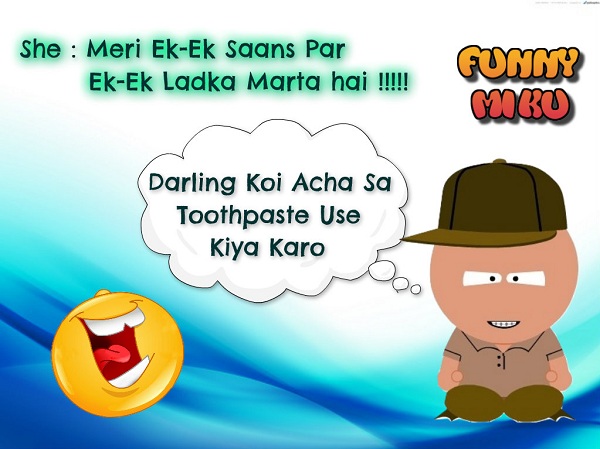 She : Meri Ek-Ek Saans Par
Ek-Ek Ladka Marta hai !!!!!
FUNNY
MIKU
Darling Koi Acha Sa
Toothpaste Use
Kiya Karo